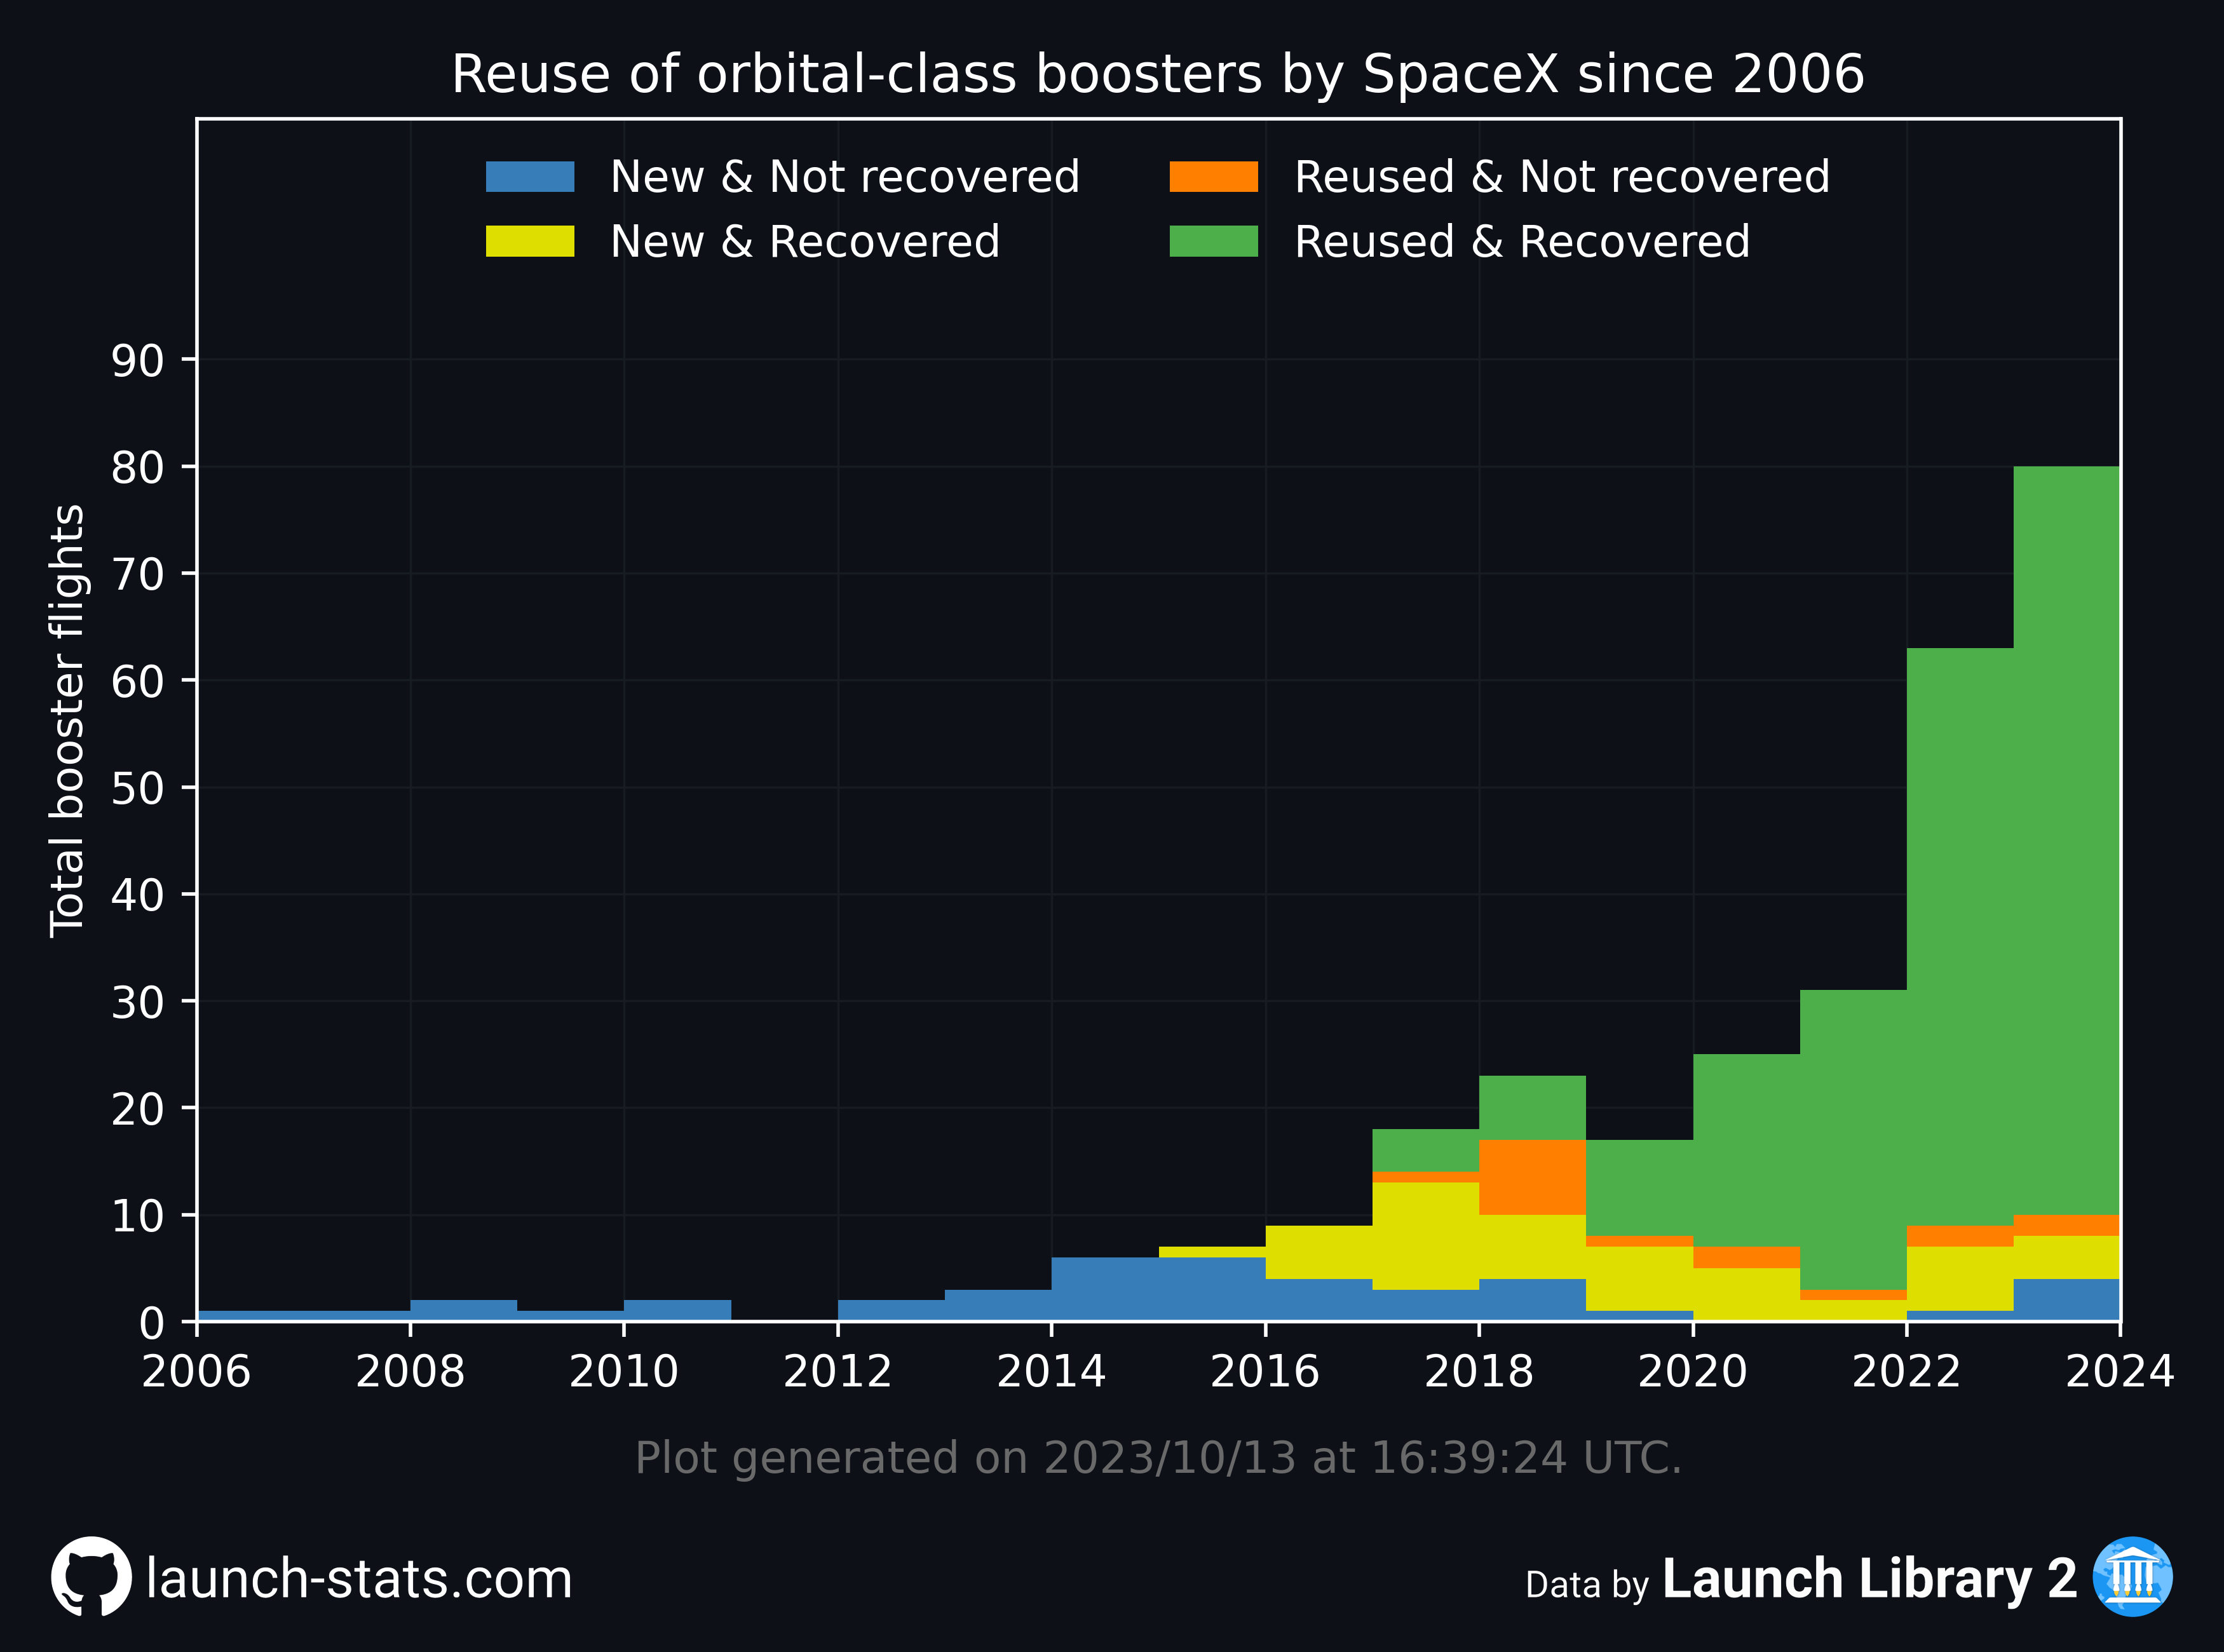 Reuse of orbital-class boosters by SpaceX since 2006
New & Not recovered
New & Recovered
Reused & Not recovered
Reused & Recovered
Total booster flights
90
80
70
60
50
40
30
20
10
0
2006 2008 2010 2012 2014 2016 2018 2020 2022 2024
Plot generated on 2023/10/13 at 16:39:24 UTC.
launch-stats.com
Data by Launch Library 2